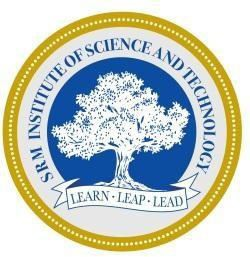 SRM INSTITUTE OF SCIENCE AND TECHNOLOGY
LEARN · LEAP · LEAD